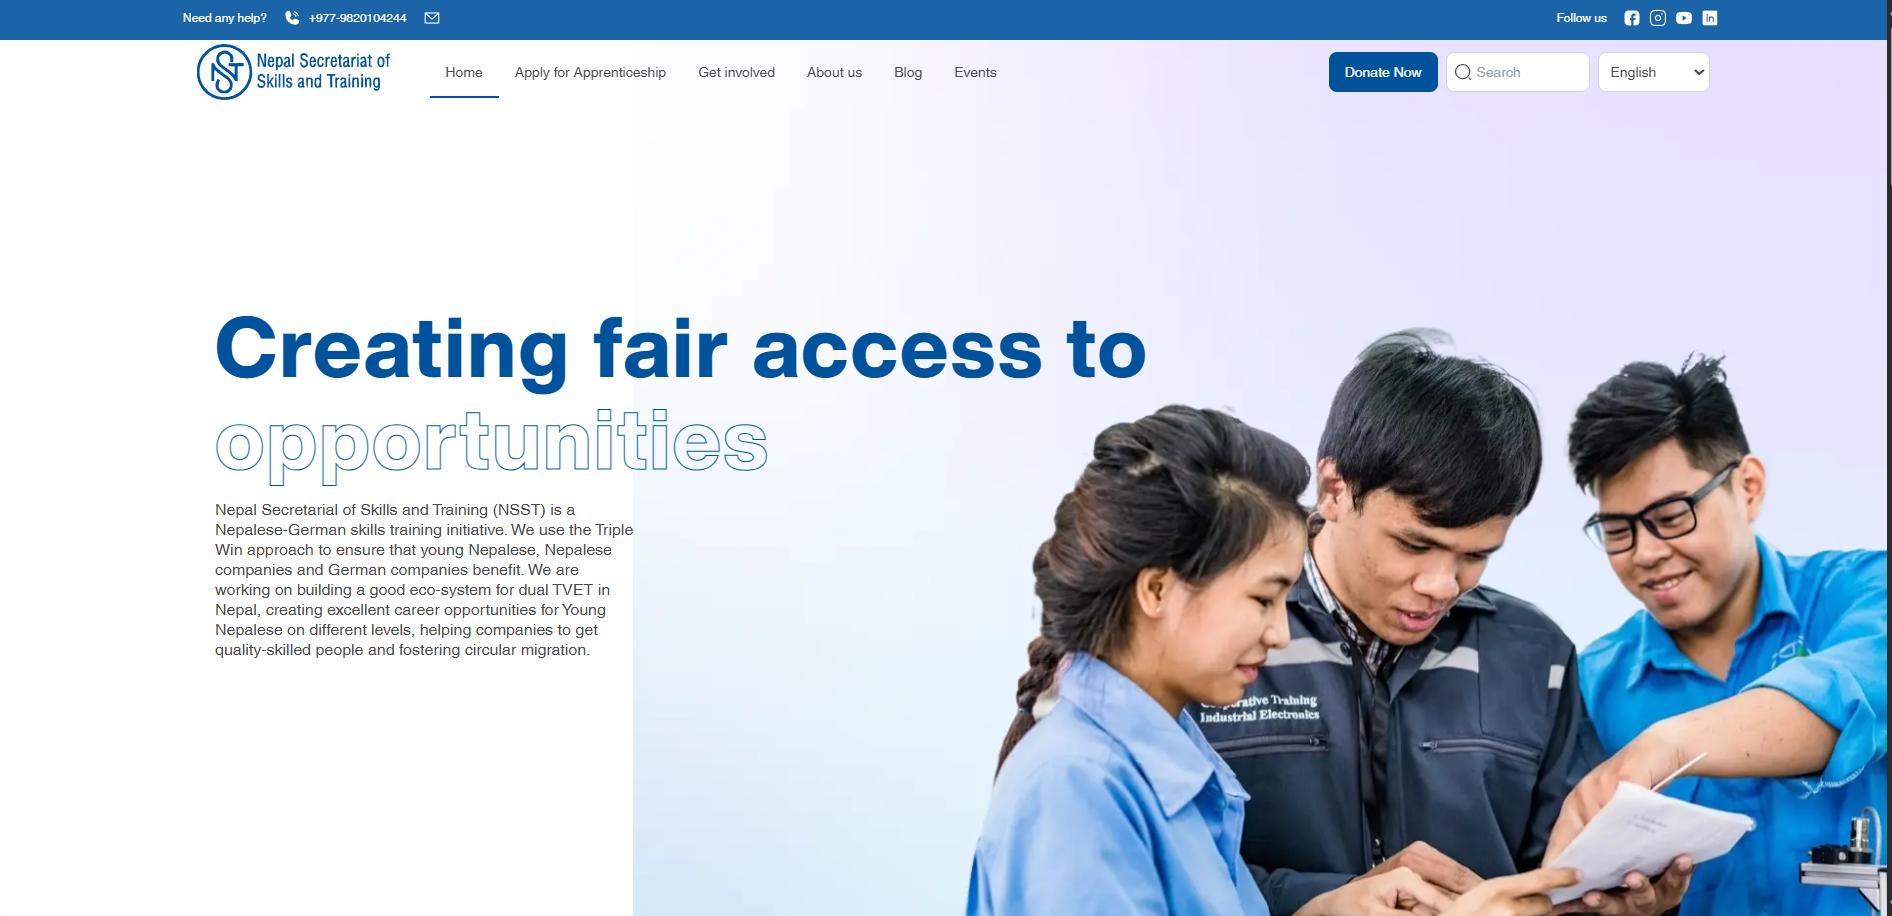 Need any help? +977-9820104244
Follow us
Nepal Secretariat of
Skills and Training
Home Apply for Apprenticeship Get involved About us Blog Events
Donate Now Search English
Creating fair access to
opportunities
Nepal Secretarial of Skills and Training (NSST) is a
Nepalese-German skills training initiative. We use the Triple
Win approach to ensure that young Nepalese, Nepalese
companies and German companies benefit. We are
working on building a good eco-system for dual TVET in
Nepal, creating excellent career opportunities for Young
Nepalese on different levels, helping companies to get
quality-skilled people and fostering circular migration.
Training
Industrial Electronics